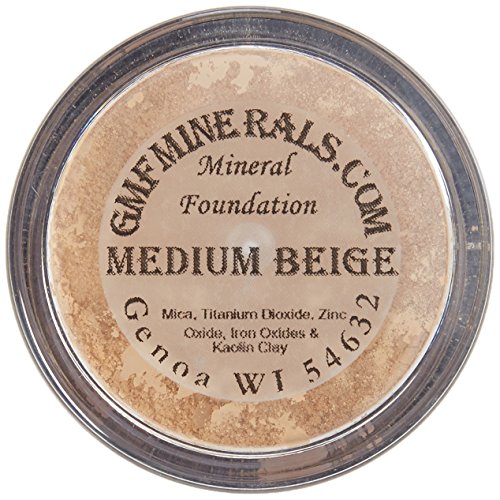 GMFMINERALS.COM
Mineral
Foundation
MEDIUM BEIGE
Mica, Titanium Dioxide, Zinc
Oxide, Iron Oxides &
Kaolin Clay
Genoa WI 54632